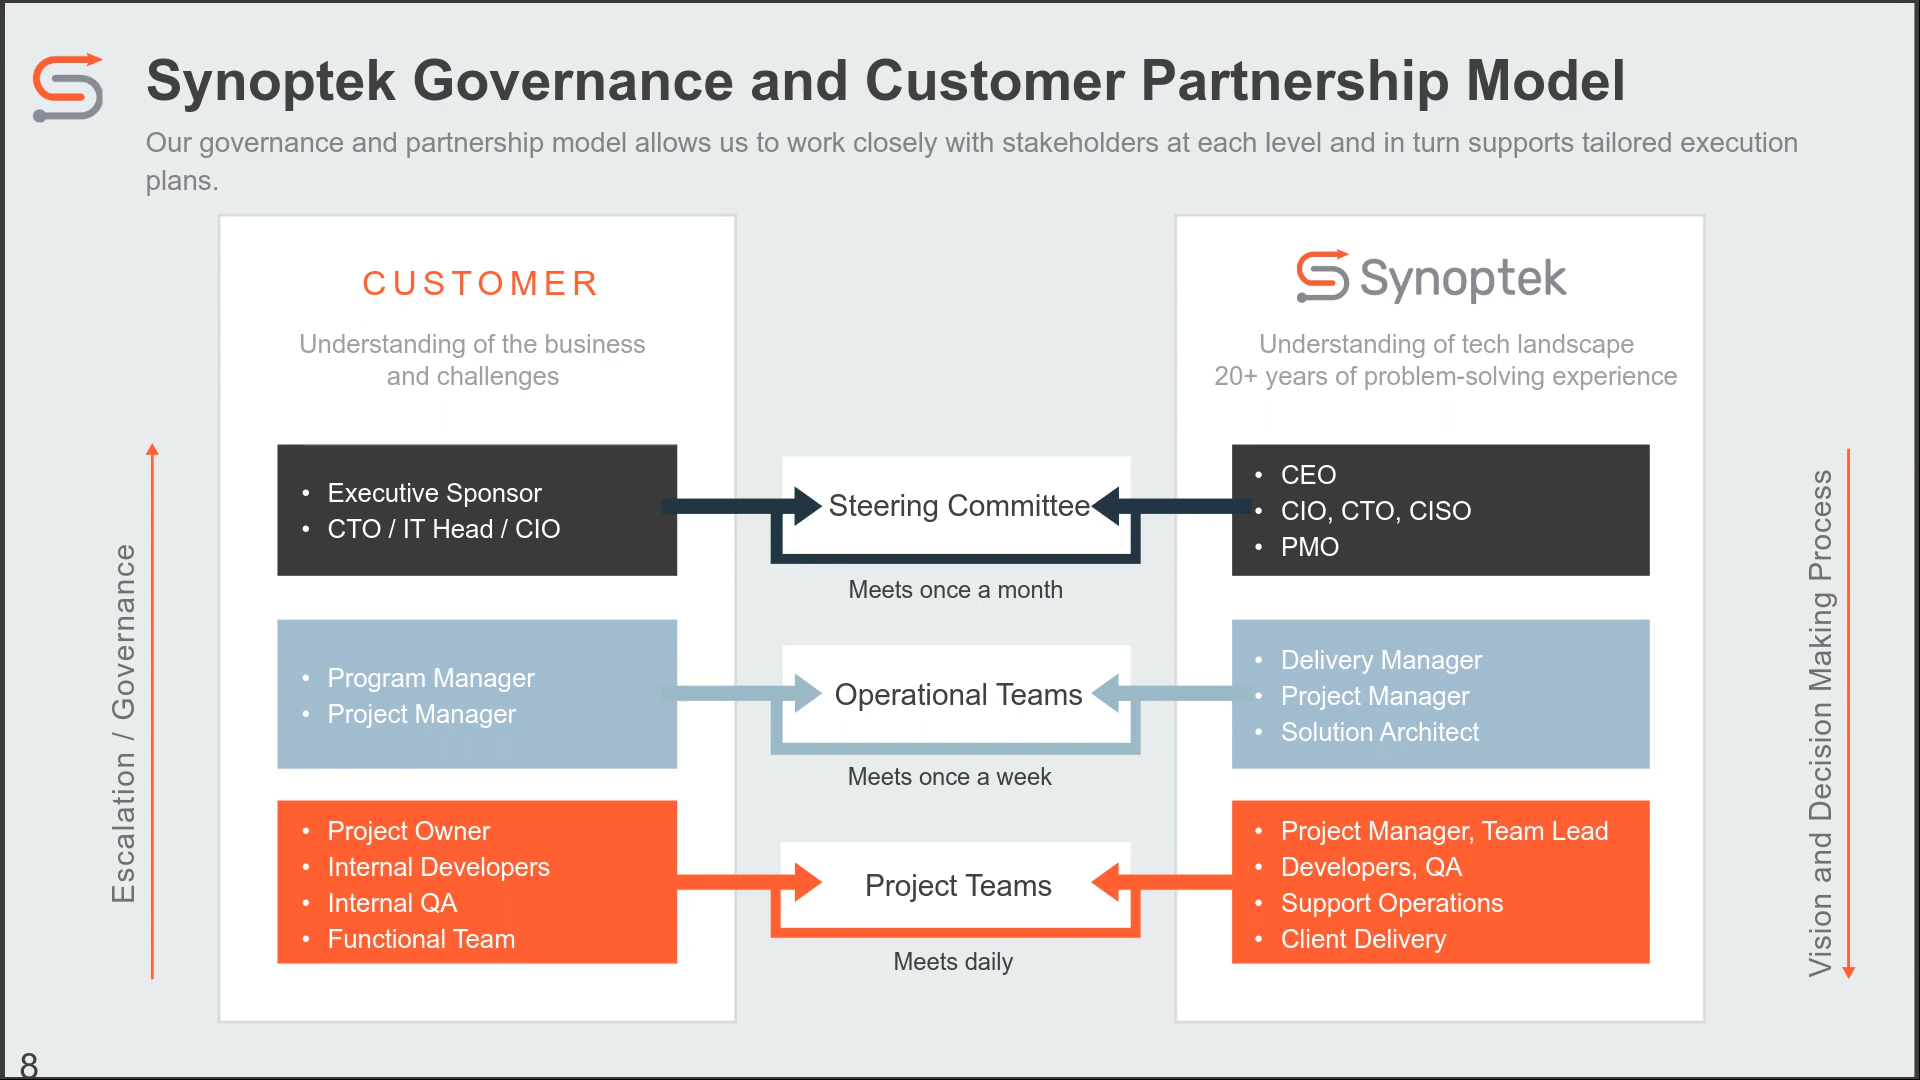 Synoptek Governance and Customer Partnership Model
Our governance and partnership model allows us to work closely with stakeholders at each level and in turn supports tailored execution
plans.
CUSTOMER
Understanding of the business
and challenges
Synoptek
Understanding of tech landscape
20+ years of problem-solving experience
Escalation / Governance
• Executive Sponsor
• CTO / IT Head / CIO
Steering Committee
Meets once a month
• CEO
• CIO, CTO, CISO
• PMO
• Program Manager
• Project Manager
Operational Teams
Meets once a week
• Delivery Manager
• Project Manager
• Solution Architect
• Project Owner
• Internal Developers
• Internal QA
• Functional Team
Project Teams
Meets daily
• Project Manager, Team Lead
• Developers, QA
• Support Operations
• Client Delivery
Vision and Decision Making Process
8